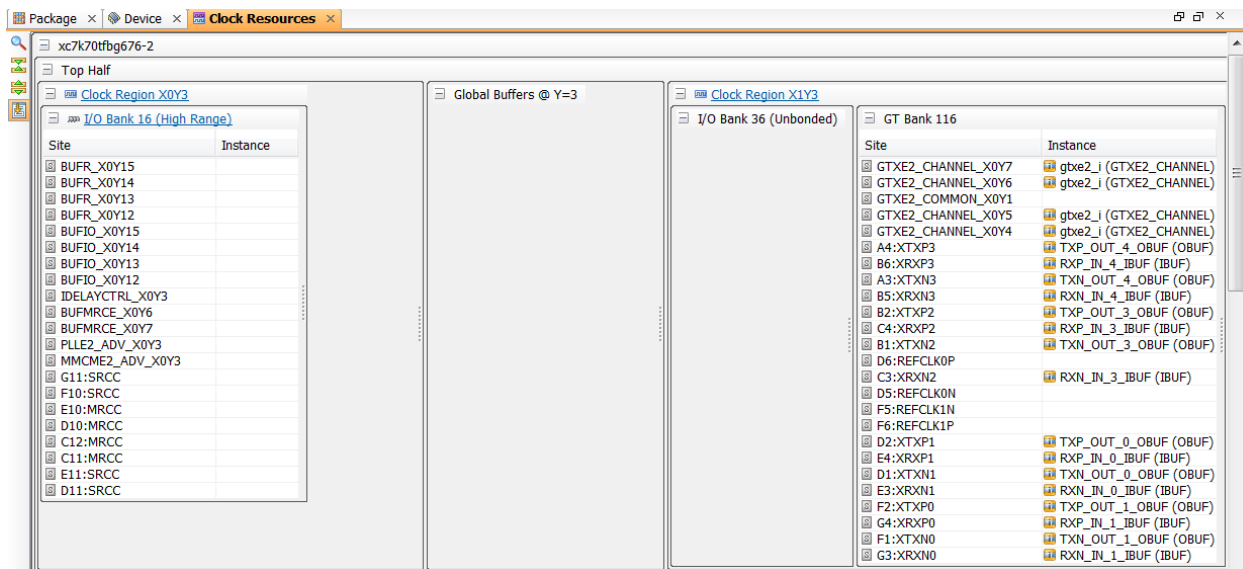 Package × Device × Clock Resources ×
xc7k70tfbg676-2
Top Half
Clock Region X0Y3
I/O Bank 16 (High Range)
Site Instance
BUFR_X0Y15
BUFR_X0Y14
BUFR_X0Y13
BUFR_X0Y12
BUFIO_X0Y15
BUFIO_X0Y14
BUFIO_X0Y13
BUFIO_X0Y12
IDELAYCTRL_X0Y3
BUFMRCE_X0Y6
BUFMRCE_X0Y7
PLLE2_ADV_X0Y3
MMCME2_ADV_X0Y3
G11:SRCC
F10:SRCC
E10:MRCC
D10:MRCC
C12:MRCC
C11:MRCC
E11:SRCC
D11:SRCC
Global Buffers @ Y=3
Clock Region X1Y3
I/O Bank 36 (Unbonded)
GT Bank 116
Site Instance
GTXE2_CHANNEL_X0Y7 gtxe2_i (GTXE2_CHANNEL)
GTXE2_CHANNEL_X0Y6 gtxe2_i (GTXE2_CHANNEL)
GTXE2_COMMON_X0Y1
GTXE2_CHANNEL_X0Y5 gtxe2_i (GTXE2_CHANNEL)
GTXE2_CHANNEL_X0Y4 gtxe2_i (GTXE2_CHANNEL)
A4:XTXP3 TXP_OUT_4_OBUF (OBUF)
B6:XRXP3 RXP_IN_4_IBUF (IBUF)
A3:XTXN3 TXN_OUT_4_OBUF (OBUF)
B5:XRXN3 RXN_IN_4_IBUF (IBUF)
B2:XTXP2 TXP_OUT_3_OBUF (OBUF)
C4:XRXP2 RXP_IN_3_IBUF (IBUF)
B1:XTXN2 TXN_OUT_3_OBUF (OBUF)
D6:REFCLK0P
C3:XRXN2 RXN_IN_3_IBUF (IBUF)
D5:REFCLK0N
F5:REFCLK1N
F6:REFCLK1P
D2:XTXP1 TXP_OUT_0_OBUF (OBUF)
E4:XRXP1 RXP_IN_0_IBUF (IBUF)
D1:XTXN1 TXN_OUT_0_OBUF (OBUF)
E3:XRXN1 RXN_IN_0_IBUF (IBUF)
F2:XTXP0 TXP_OUT_1_OBUF (OBUF)
G4:XRXP0 RXP_IN_1_IBUF (IBUF)
F1:XTXN0 TXN_OUT_1_OBUF (OBUF)
G3:XRXN0 RXN_IN_1_IBUF (IBUF)